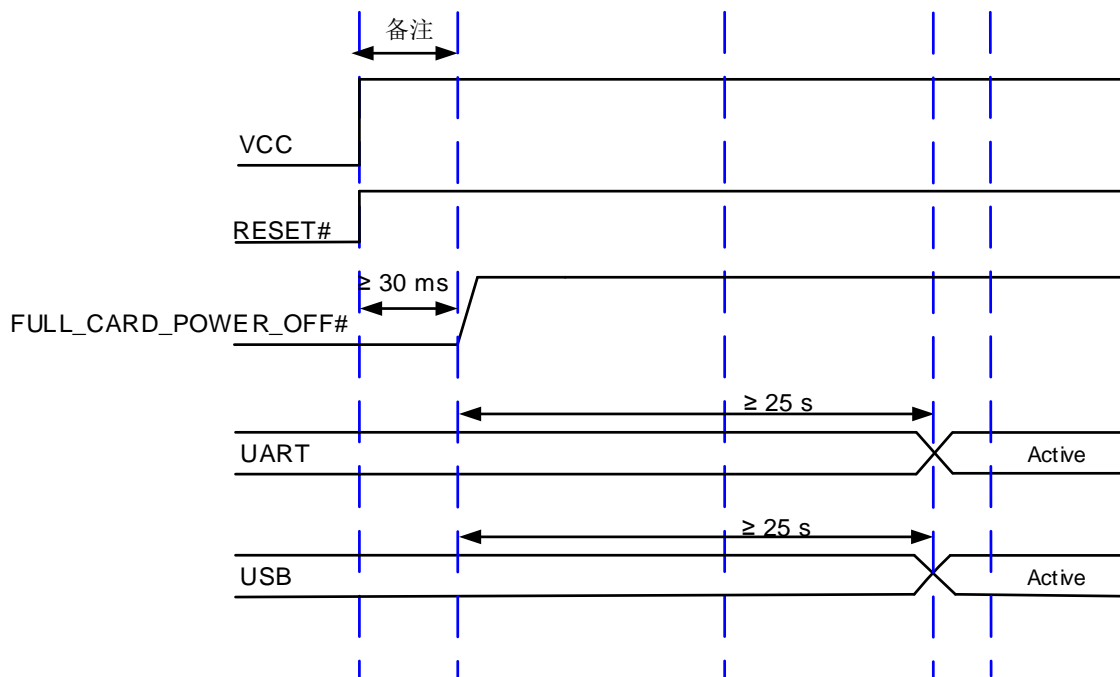 备注
VCC
RESET#
≥ 30 ms
FULL_CARD_POWER_OFF#
≥ 25 s
UART
Active
≥ 25 s
USB
Active